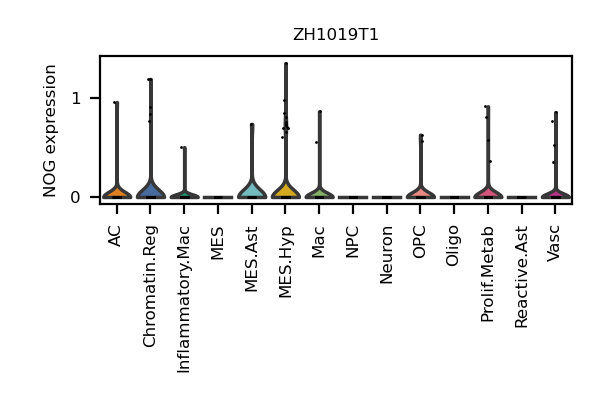 ZH1019T1
NOG expression
1
0
AC
Chromatin.Reg
Inflammatory.Mac
MES
MES.Ast
MES.Hyp
Mac
NPC
Neuron
OPC
Oligo
Prolif.Metab
Reactive.Ast
Vasc